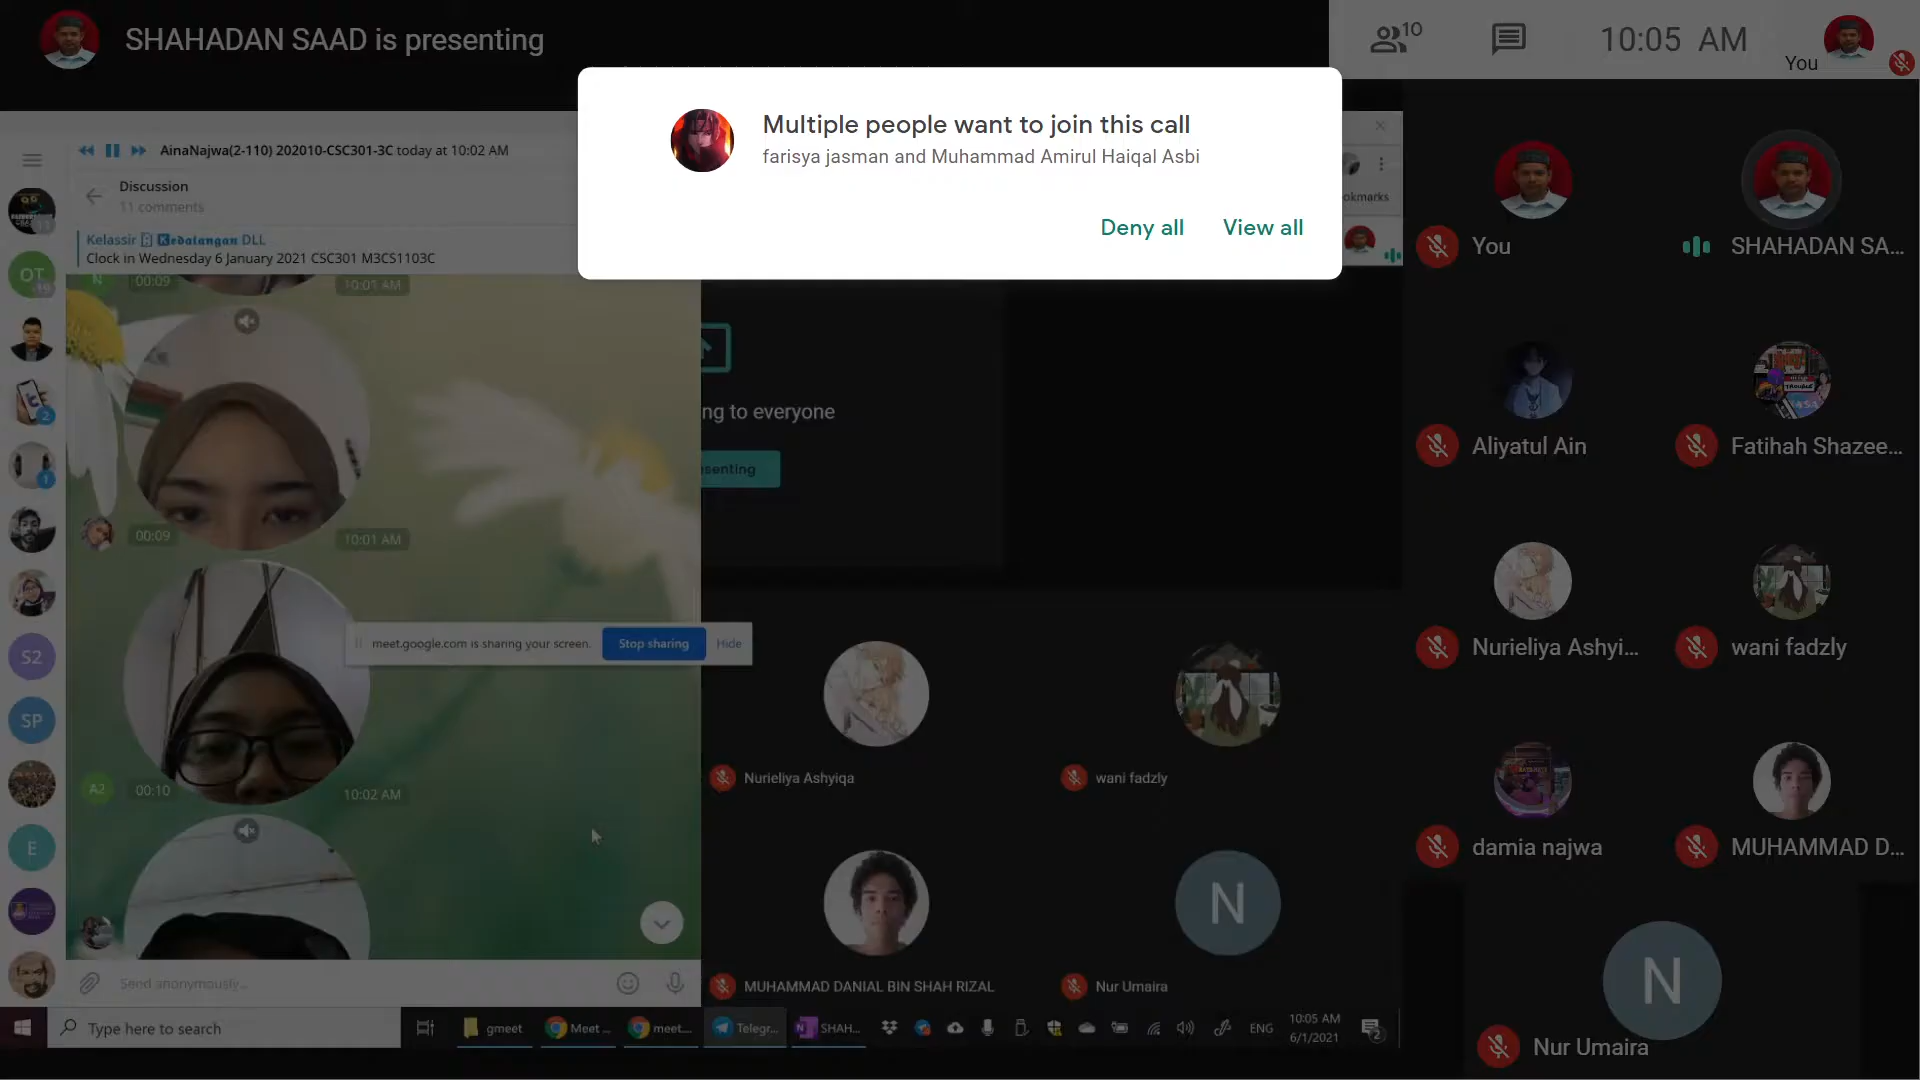 SHAHADAN SAAD is presenting
10
10:05 AM
You
Multiple people want to join this call
farisya jasman and Muhammad Amirul Haiqal Asbi
Deny all
View all
AinaNajwa(2-110) 202010-CSC301-3C today at 10:02 AM
Discussion
11 comments
Kelassir Kedalangan DLL
Clock in Wednesday 6 January 2021 CSC301 M3CS1103C
okmarks
OT
N
00:09
10:01 AM
ng to everyone
senting
2
1
00:09
10:01 AM
meet.google.com is sharing your screen.
Stop sharing
Hide
S2
SP
A2
00:10
10:02 AM
E
Send anonymously...
Nurieliya Ashyiqa
wani fadzly
MUHAMMAD DANIAL BIN SHAH RIZAL
N
Nur Umaira
You
SHAHADAN SA...
Aliyatul Ain
Fatihah Shazee...
Nurieliya Ashyi...
wani fadzly
damia najwa
MUHAMMAD D...
N
Nur Umaira
Type here to search
gmeet
Meet ...
meet...
Telegr...
SHAH...
ENG
10:05 AM
6/1/2021
2